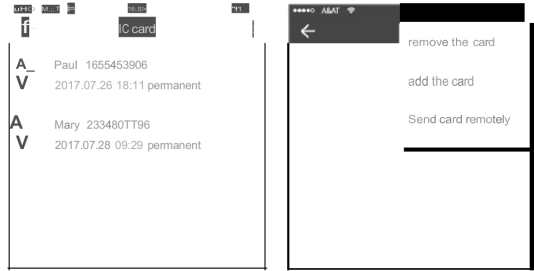 IC card
Paul 1655453906
2017.07.26 18:11 permanent
Mary 233480TT96
2017.07.28 09:29 permanent
A&AT
remove the card
add the card
Send card remotely